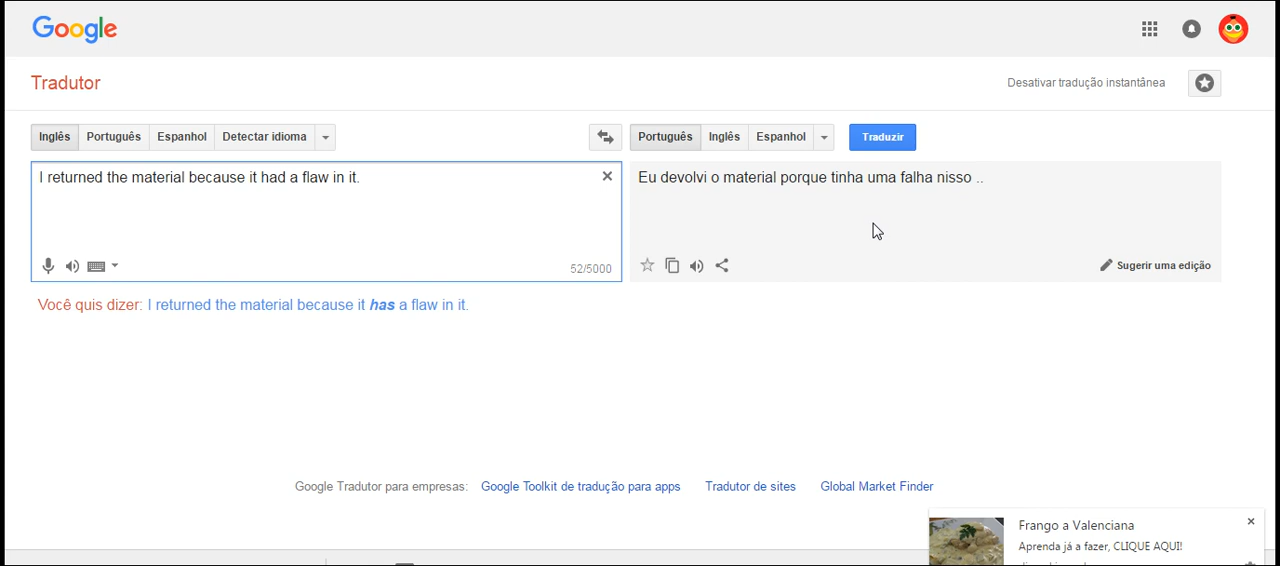 Google
Tradutor
Desativar tradução instantânea
Inglês Português Espanhol Detectar idioma
Português Inglês Espanhol Traduzir
I returned the material because it had a flaw in it.
Eu devolvi o material porque tinha uma falha nisso ..
52/5000
Sugerir uma edição
Você quis dizer: I returned the material because it has a flaw in it.
Google Tradutor para empresas: Google Toolkit de tradução para apps Tradutor de sites Global Market Finder
Frango a Valenciana
Aprenda já a fazer, CLIQUE AQUI!